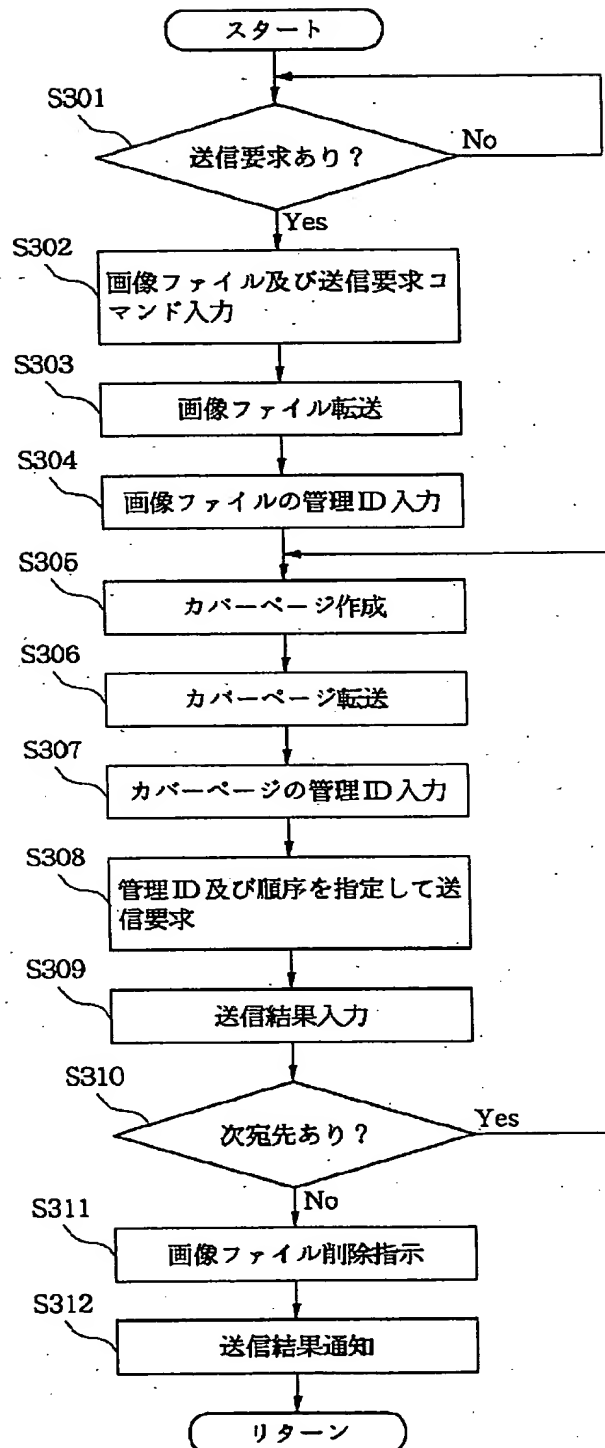 スタート
S301
送信要求あり?
No
Yes
S302
画像ファイル及び送信要求コ
マンド入力
S303
画像ファイル転送
S304
画像ファイルの管理ID入力
S305
カバーページ作成
S306
カバーページ転送
S307
カバーページの管理ID入力
S308
管理ID及び順序を指定して送
信要求
S309
送信結果入力
S310
次宛先あり?
Yes
No
S311
画像ファイル削除指示
S312
送信結果通知
リターン